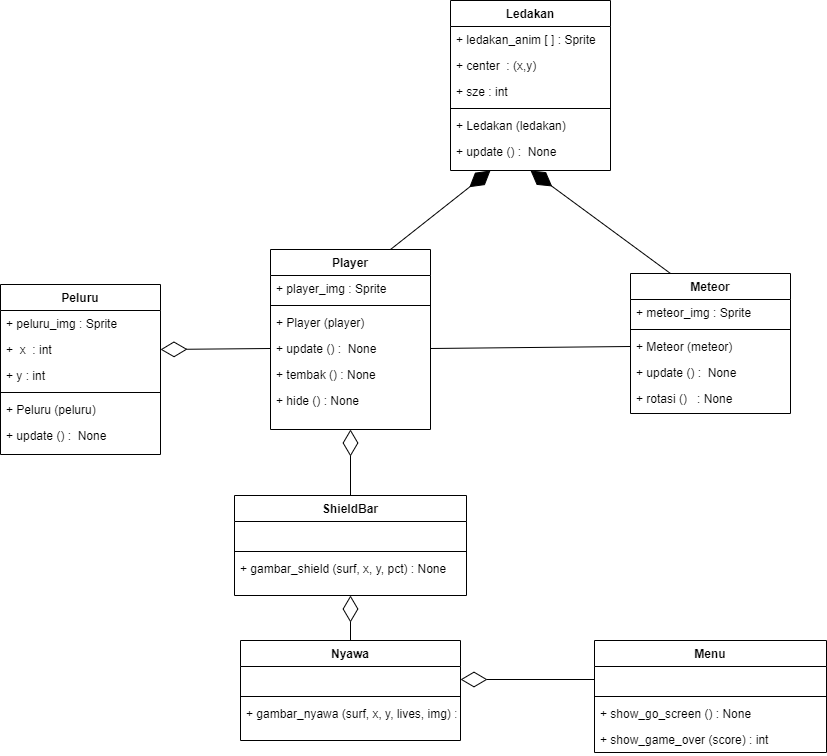 Ledakan
+ ledakan_anim [ ] : Sprite
+ center : (x,y)
+ sze : int
+ Ledakan (ledakan)
+ update () : None
Player
+ player_img : Sprite
+ Player (player)
+ update () : None
+ tembak () : None
+ hide () : None
Meteor
+ meteor_img : Sprite
+ Meteor (meteor)
+ update () : None
+ rotasi () : None
Peluru
+ peluru_img : Sprite
+ x : int
+ y : int
+ Peluru (peluru)
+ update () : None
ShieldBar
+ gambar_shield (surf, x, y, pct) : None
Nyawa
+ gambar_nyawa (surf, x, y, lives, img) :
Menu
+ show_go_screen () : None
+ show_game_over (score) : int